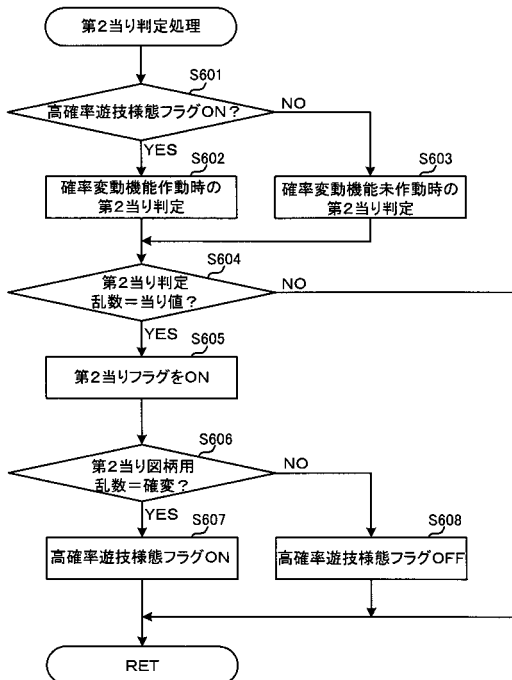 第2当り判定処理
S601
高確率遊技様態フラグON?
NO
YES
S602
確率変動機能作動時の
第2当り判定
S603
確率変動機能未作動時の
第2当り判定
S604
第2当り判定
乱数=当り値?
NO
YES
S605
第2当りフラグをON
S606
第2当り図柄用
乱数=確変?
NO
YES
S607
高確率遊技様態フラグON
S608
高確率遊技様態フラグOFF
RET